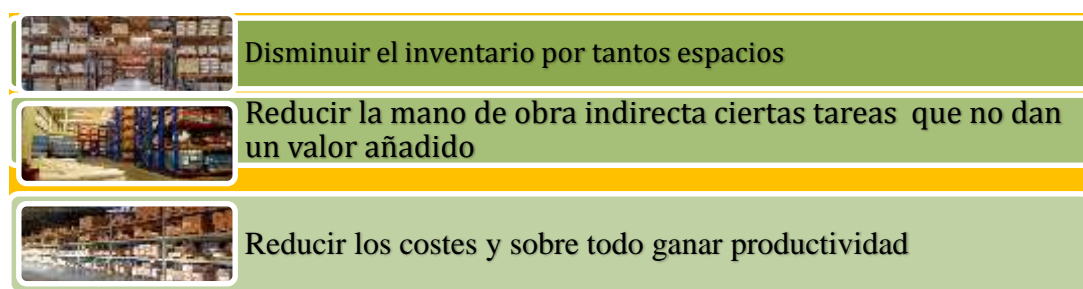 Disminuir el inventario por tantos espacios
Reducir la mano de obra indirecta ciertas tareas  que no dan
un valor añadido
Reducir los costes y sobre todo ganar productividad